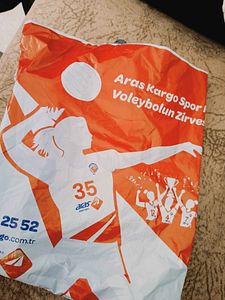 Aras Kargo Spor
Voleybolun Zirves
35
aras
25 52
go.com.tr